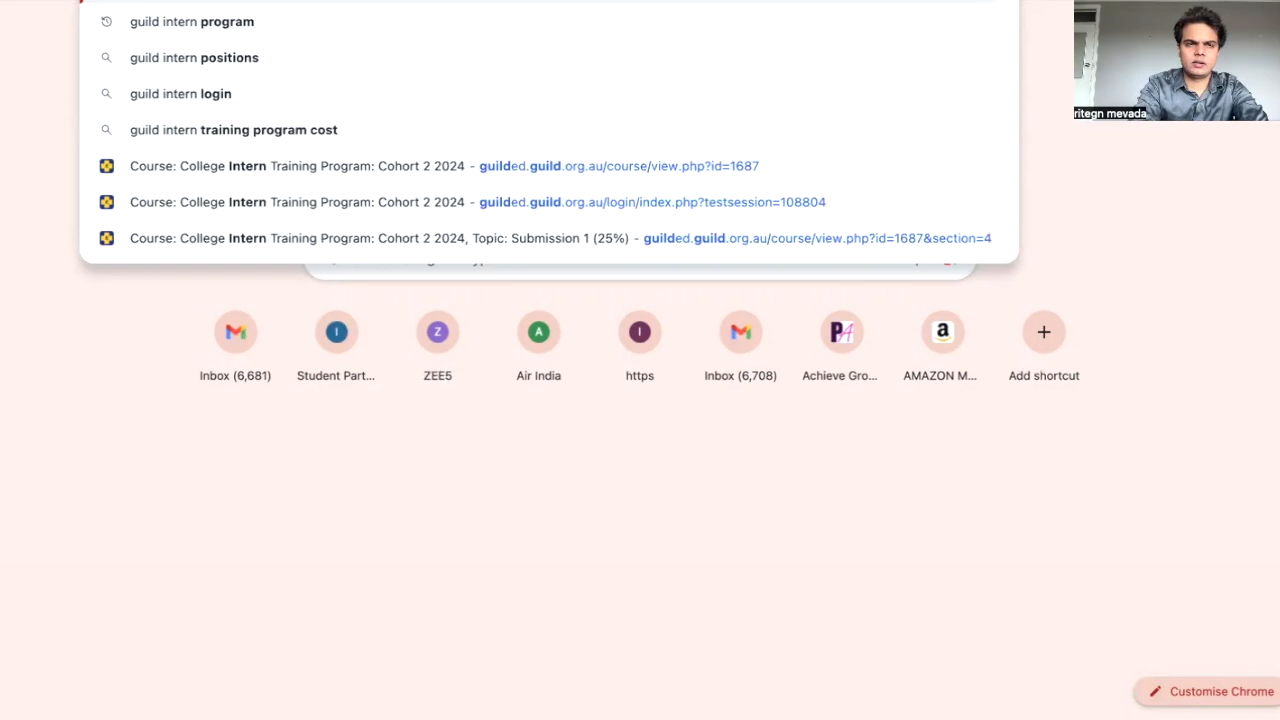 guild intern program
guild intern positions
guild intern login
guild intern training program cost
Course: College Intern Training Program: Cohort 2 2024 - guilded.guild.org.au/course/view.php?id=1687
Course: College Intern Training Program: Cohort 2 2024 - guilded.guild.org.au/login/index.php?testsession=108804
Course: College Intern Training Program: Cohort 2 2024, Topic: Submission 1 (25%) - guilded.guild.org.au/course/view.php?id=1687&section=4
ritegn mevada
I Z A I PA a
Inbox (6,681) Student Part... ZEE5 Air India https Inbox (6,708) Achieve Gro... AMAZON M... Add shortcut
Customise Chrome